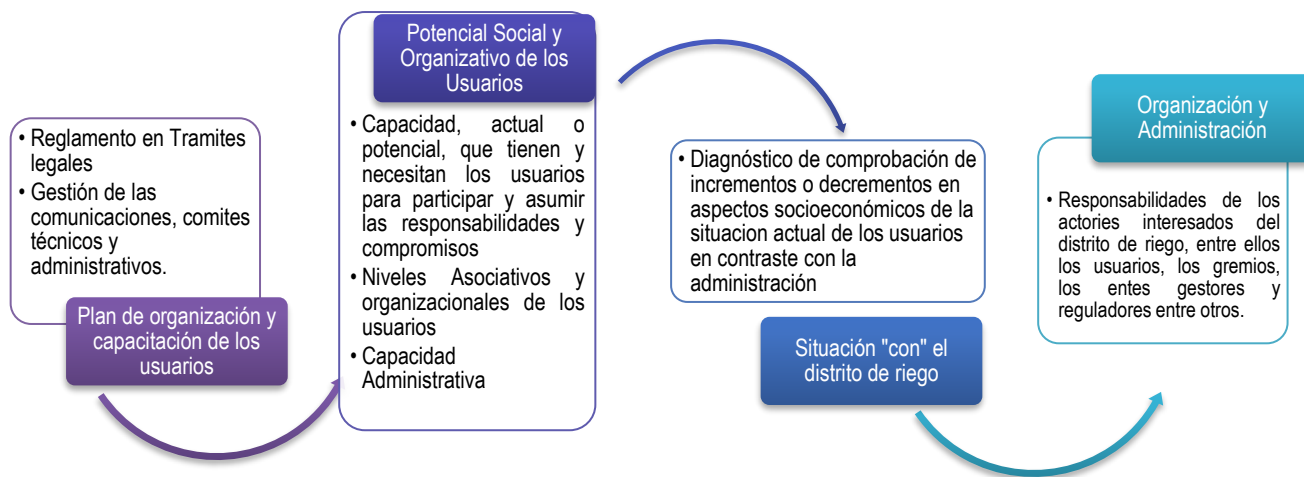 • Reglamento en Tramites
legales
• Gestión de las
comunicaciones, comites
técnicos y
administrativos.
Plan de organización y
capacitación de los
usuarios
Potencial Social y
Organizativo de los
Usuarios
• Capacidad, actual o
potencial, que tienen y
necesitan los usuarios
para participar y asumir
las responsabilidades y
compromisos
• Niveles Asociativos y
organizacionales de los
usuarios
• Capacidad
Administrativa
• Diagnóstico de comprobación de
incrementos o decrementos en
aspectos socioeconómicos de la
situacion actual de los usuarios
en contraste con la
administración
Situación "con" el
distrito de riego
Organización y
Administración
• Responsabilidades de los
actories interesados del
distrito de riego, entre ellos
los usuarios, los gremios,
los entes gestores y
reguladores entre otros.